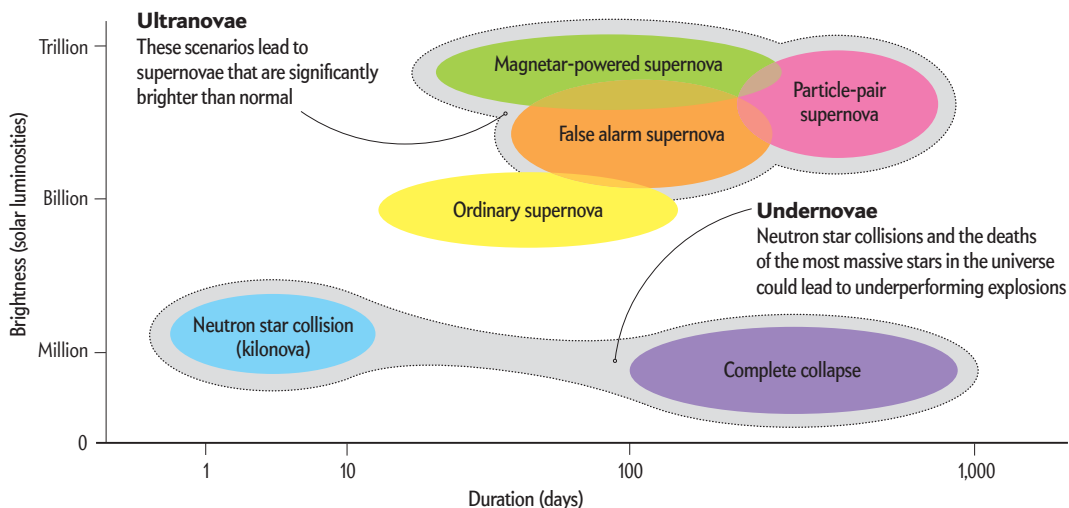 Ultranovae
These scenarios lead to
supernovae that are significantly
brighter than normal
Trillion
Billion
Million
0
Brightness (solar luminosities)
Magnetar-powered supernova
Particle-pair
supernova
False alarm supernova
Ordinary supernova
Undernovae
Neutron star collisions and the deaths
of the most massive stars in the universe
could lead to underperforming explosions
Neutron star collision
(kilonova)
Complete collapse
1
10
100
1,000
Duration (days)